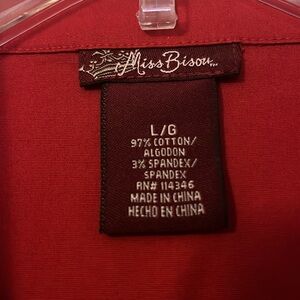 Miss Bisou...
L/G
97% COTTON/
ALGODON
3% SPANDEX/
SPANDEX
RN# 114346
MADE IN CHINA
HECHO EN CHINA